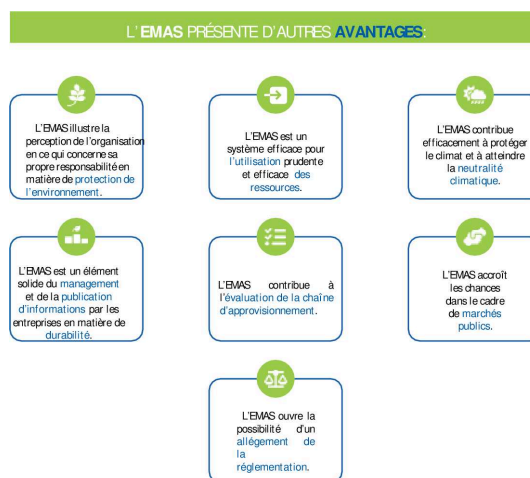 L'EMAS PRÉSENTE D'AUTRES AVANTAGES:
L'EMAS illustre la
perception de l'organisation
en ce qui concerne sa
propre responsabilité en
matière de protection de
l'environnement.
L'EMAS est un
système efficace pour
l'utilisation prudente
et efficace des
ressources.
L'EMAS contribue
efficacement à protéger
le climat et à atteindre
la neutralité
climatique.
L'EMAS est un élément
solide du management
et de la publication
d'informations par les
entreprises en matière de
durabilité.
L'EMAS contribue à
l'évaluation de la chaîne
d'approvisionnement.
L'EMAS accroît
les chances
dans le cadre
de marchés
publics.
L'EMAS ouvre la
possibilité d'un
allégement de
la
réglementation.